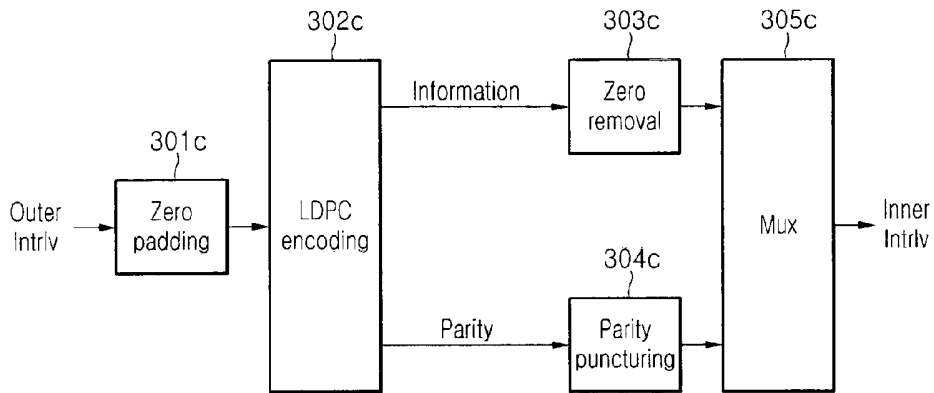 302c
303c
305c
Information
Zero
removal
301c
Outer
Intrlv
Zero
padding
LDPC
encoding
Mux
Inner
Intrlv
304c
Parity
Parity
puncturing